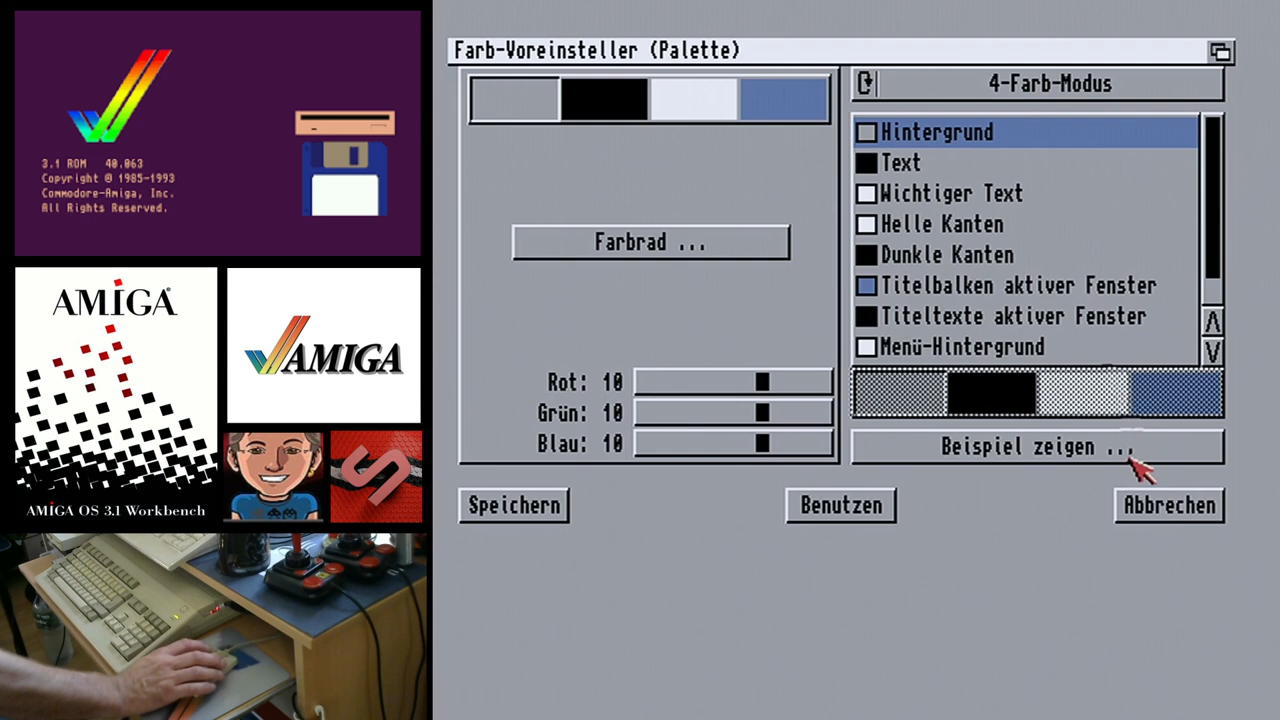 3.1 ROM 40.063
Copyright © 1985-1993
Commodore-Amiga, Inc.
All Rights Reserved.
AMIGA®
AMIGA
AMIGA OS 3.1 Workbench
Farb-Voreinsteller (Palette)
4-Farb-Modus
Hintergrund
Text
Wichtiger Text
Helle Kanten
Dunkle Kanten
Titelbalken aktiver Fenster
Titeltexte aktiver Fenster
Menü-Hintergrund
Farbrad ...
Rot: 10
Grün: 10
Blau: 10
Beispiel zeigen ...
Speichern
Benutzen
Abbrechen